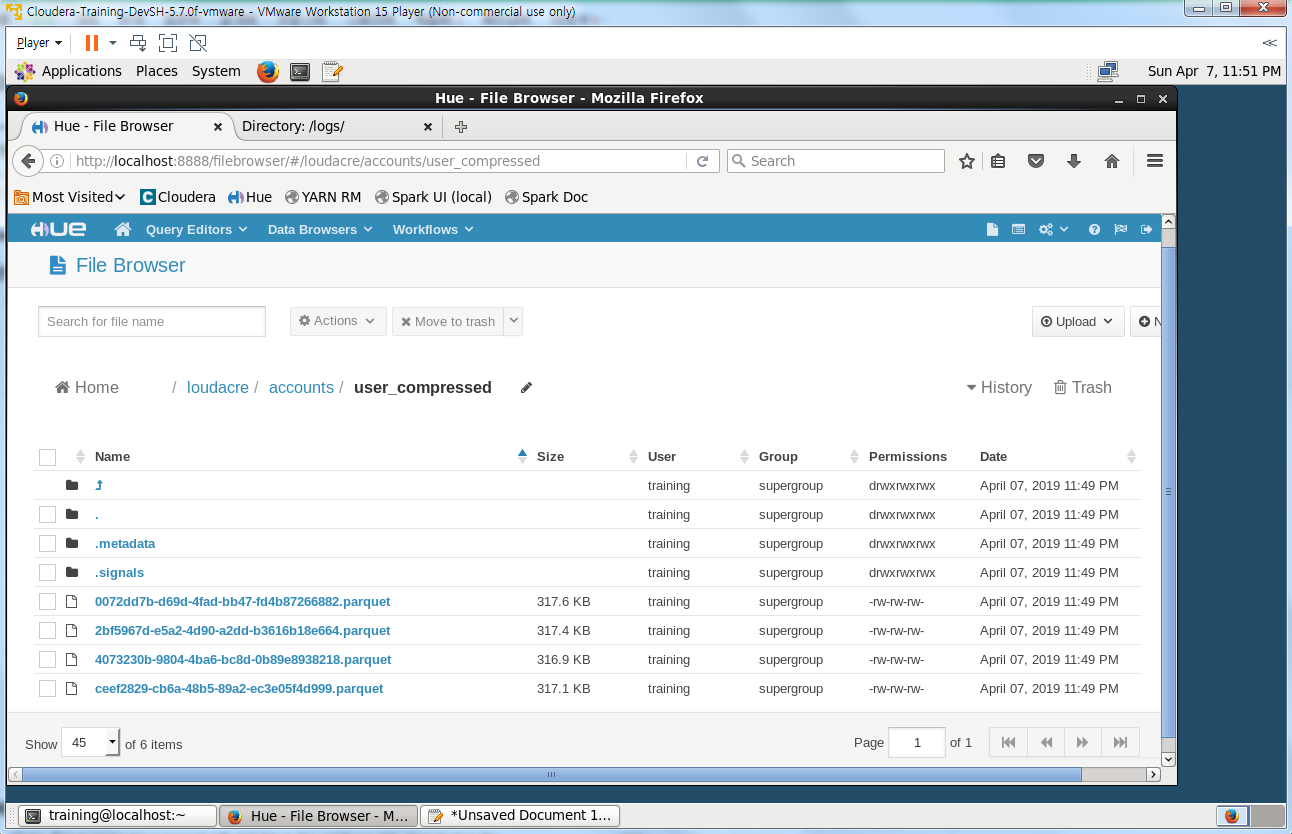 Cloudera-Training-DevSH-5.7.0f-vmware - VMware Workstation 15 Player (Non-commercial use only)
Player
Applications Places System Sun Apr 7, 11:51 PM
Hue - File Browser - Mozilla Firefox
Hue - File Browser Directory: /logs/
http://localhost:8888/filebrowser/#/loudacre/accounts/user_compressed Search
Most Visited Cloudera Hue YARN RM Spark UI (local) Spark Doc
HUE Query Editors Data Browsers Workflows
File Browser
Search for file name Actions Move to trash Upload N
Home / loudacre / accounts / user_compressed History Trash
Name Size User Group Permissions Date
training supergroup drwxrwxrwx April 07, 2019 11:49 PM
. training supergroup drwxrwxrwx April 07, 2019 11:49 PM
.metadata training supergroup drwxrwxrwx April 07, 2019 11:49 PM
.signals training supergroup drwxrwxrwx April 07, 2019 11:49 PM
0072dd7b-d69d-4fad-bb47-fd4b87266882.parquet 317.6 KB training supergroup -rw-rw-rw- April 07, 2019 11:49 PM
2bf5967d-e5a2-4d90-a2dd-b3616b18e664.parquet 317.4 KB training supergroup -rw-rw-rw- April 07, 2019 11:49 PM
4073230b-9804-4ba6-bc8d-0b89e8938218.parquet 316.9 KB training supergroup -rw-rw-rw- April 07, 2019 11:49 PM
ceef2829-cb6a-48b5-89a2-ec3e05f4d999.parquet 317.1 KB training supergroup -rw-rw-rw- April 07, 2019 11:49 PM
Show 45 of 6 items Page 1 of 1
training@localhost:~ Hue - File Browser - M... *Unsaved Document 1...